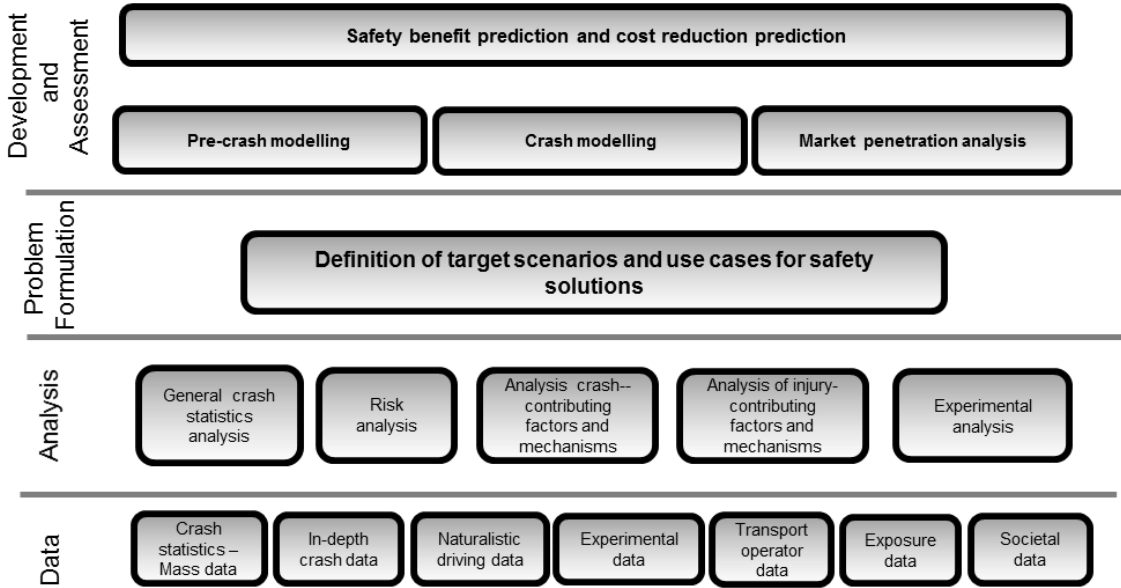 Development
and
Assessment
Safety benefit prediction and cost reduction prediction
Pre-crash modelling
Crash modelling
Market penetration analysis
Problem
Formulation
Definition of target scenarios and use cases for safety
solutions
Analysis
General crash
statistics
analysis
Risk
analysis
Analysis crash--
contributing
factors and
mechanisms
Analysis of injury-
contributing
factors and
mechanisms
Experimental
analysis
Data
Crash
statistics –
Mass data
In-depth
crash data
Naturalistic
driving data
Experimental
data
Transport
operator
data
Exposure
data
Societal
data